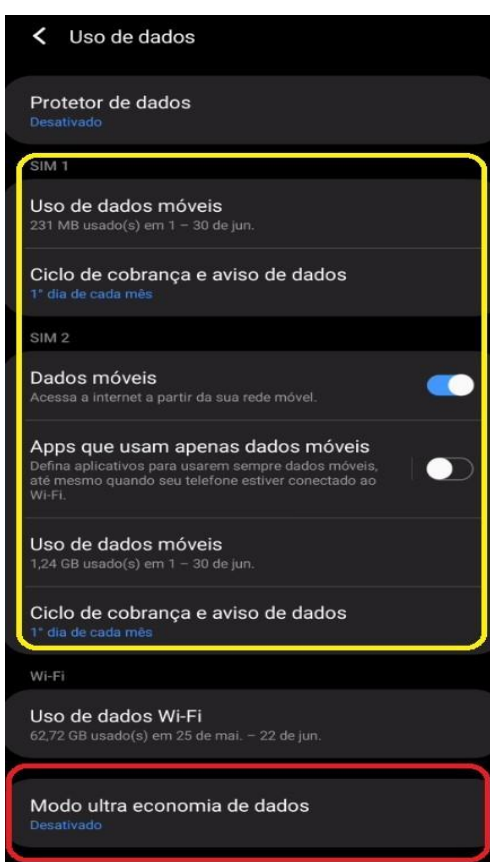 Uso de dados
Protetor de dados
Desativado
SIM 1
Uso de dados móveis
231 MB usado(s) em 1 – 30 de jun.
Ciclo de cobrança e aviso de dados
1° dia de cada mês
SIM 2
Dados móveis
Acessa a internet a partir da sua rede móvel.
Apps que usam apenas dados móveis
Defina aplicativos para usarem sempre dados móveis,
até mesmo quando seu telefone estiver conectado ao
Wi-Fi.
Uso de dados móveis
1,24 GB usado(s) em 1 – 30 de jun.
Ciclo de cobrança e aviso de dados
1° dia de cada mês
Wi-Fi
Uso de dados Wi-Fi
62,72 GB usado(s) em 25 de mai. – 22 de jun.
Modo ultra economia de dados
Desativado